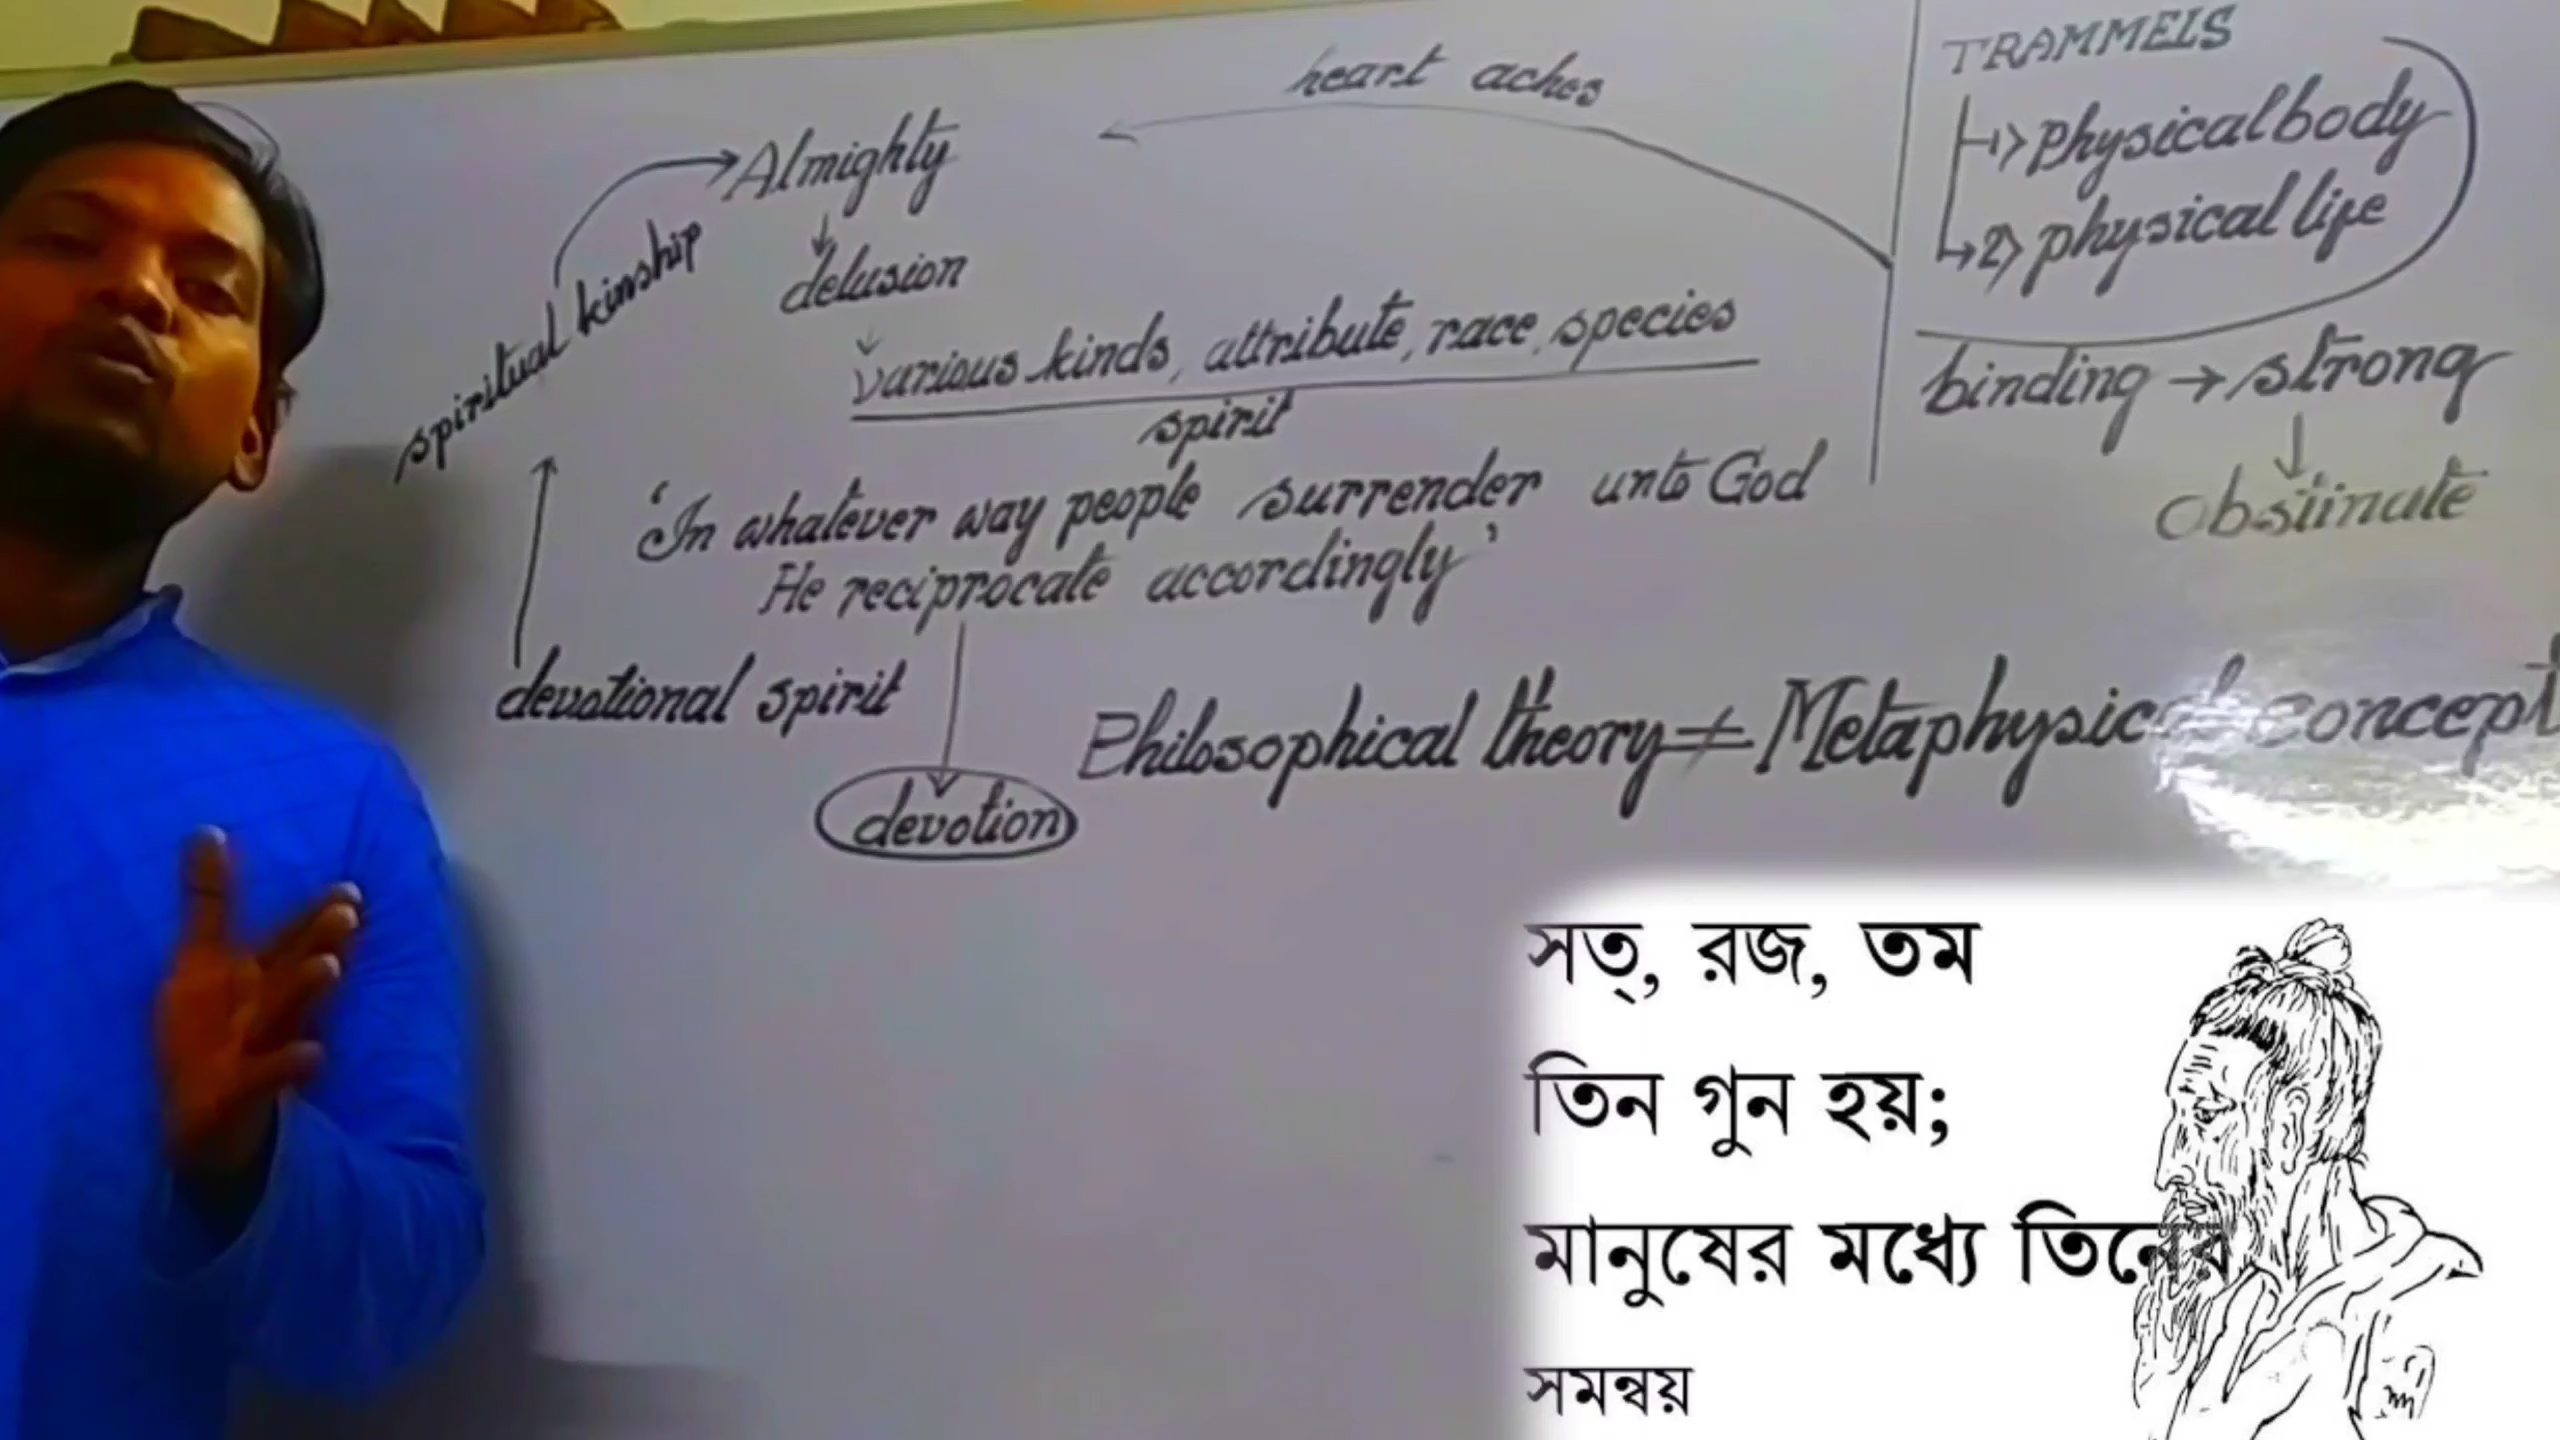 heart aches
Almighty
spiritual kinship
delusion
various kinds, attribute, race, species
spirit
'In whatever way people surrender unto God
He reciprocate accordingly'
devotional spirit
devotion
TRAMMELS
1) physical body
2) physical life
binding → strong
obstinate
Philosophical theory ≠ Metaphysical concept
সত্, রজ, তম
তিন গুন হয়;
মানুষের মধ্যে তিনের
সমন্বয়